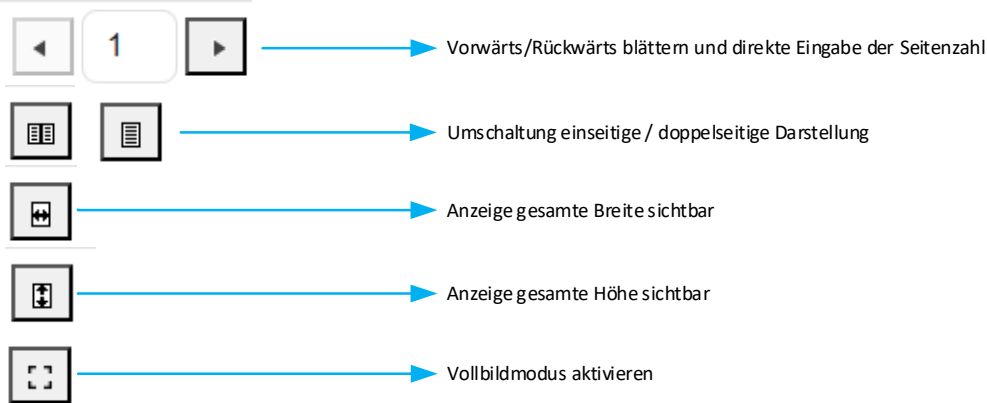 1
Vorwärts/Rückwärts blättern und direkte Eingabe der Seitenzahl
Umschaltung einseitige / doppelseitige Darstellung
Anzeige gesamte Breite sichtbar
Anzeige gesamte Höhe sichtbar
Vollbildmodus aktivieren